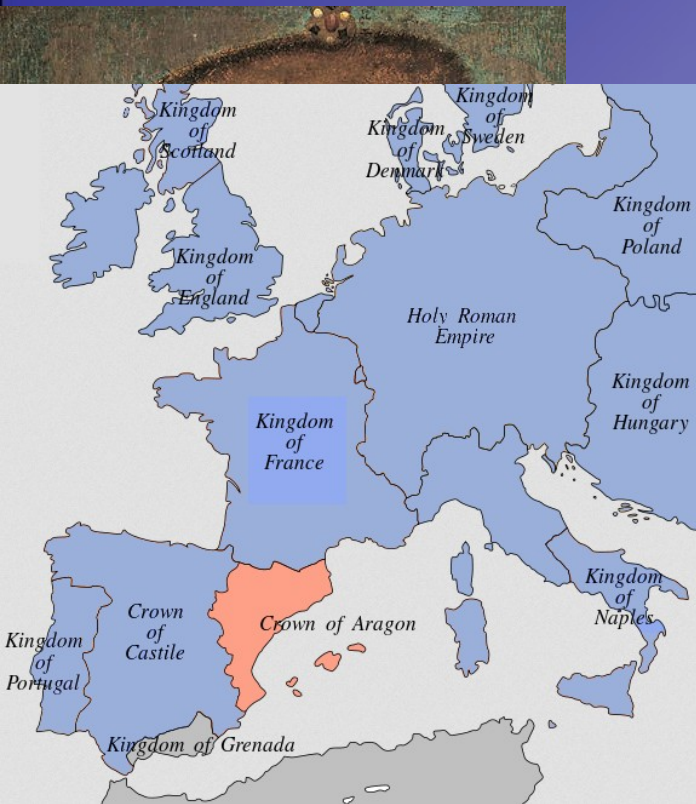 Kingdom
of
Scotland
Kingdom
of
Denmark
Kingdom
of
Sweden
Kingdom
of
Poland
Kingdom
of
England
Holy Roman
Empire
Kingdom
of
Hungary
Kingdom
of
France
Kingdom
of
Naples
Crown
of
Castile
Crown of Aragon
Kingdom
of
Portugal
Kingdom of Grenada